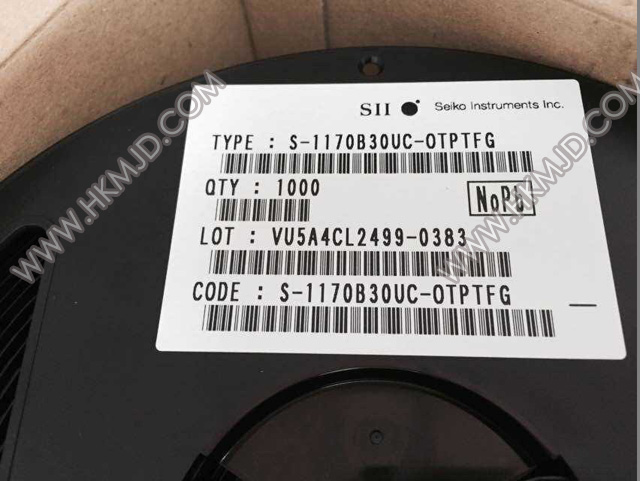 SII Seiko Instruments Inc.
TYPE : S-1170B30UC-OTPTFG
QTY : 1000
NoPb
LOT : VU5A4CL2499-0383
CODE : S-1170B30UC-OTPTFG
WWW.HKMJD.COM
WWW.HKMJD.COM